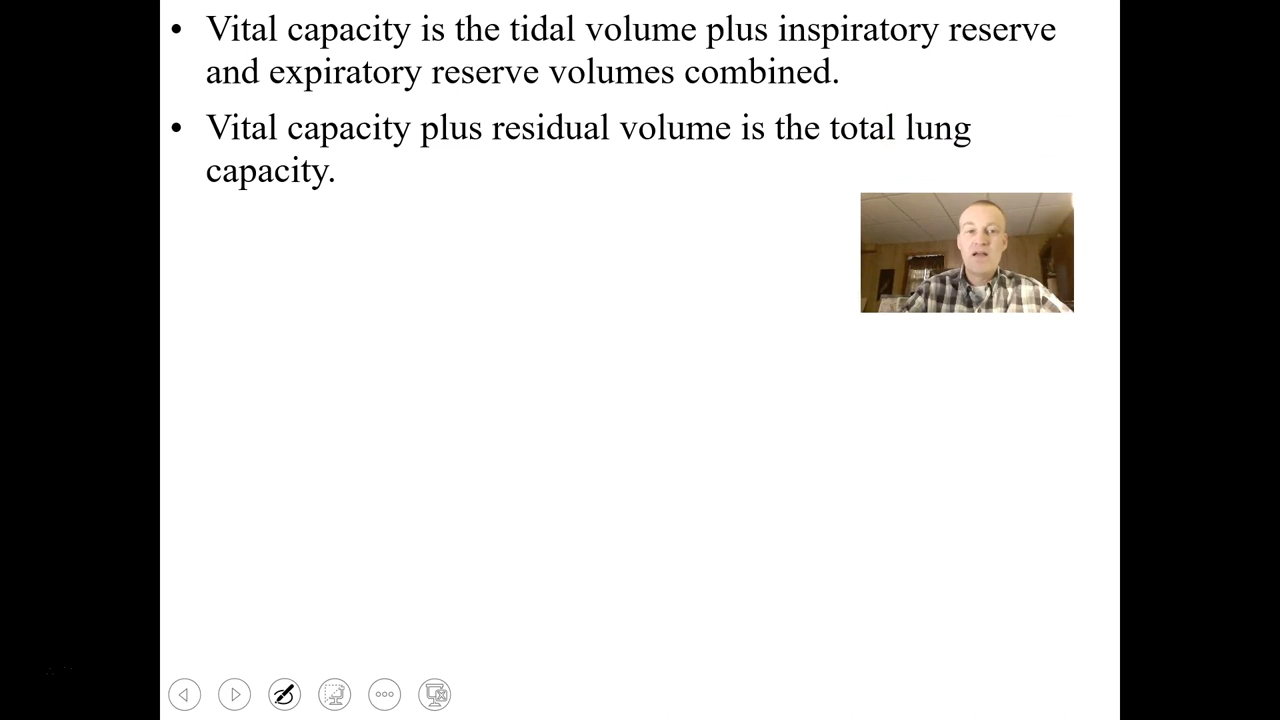 • Vital capacity is the tidal volume plus inspiratory reserve
and expiratory reserve volumes combined.
• Vital capacity plus residual volume is the total lung
capacity.